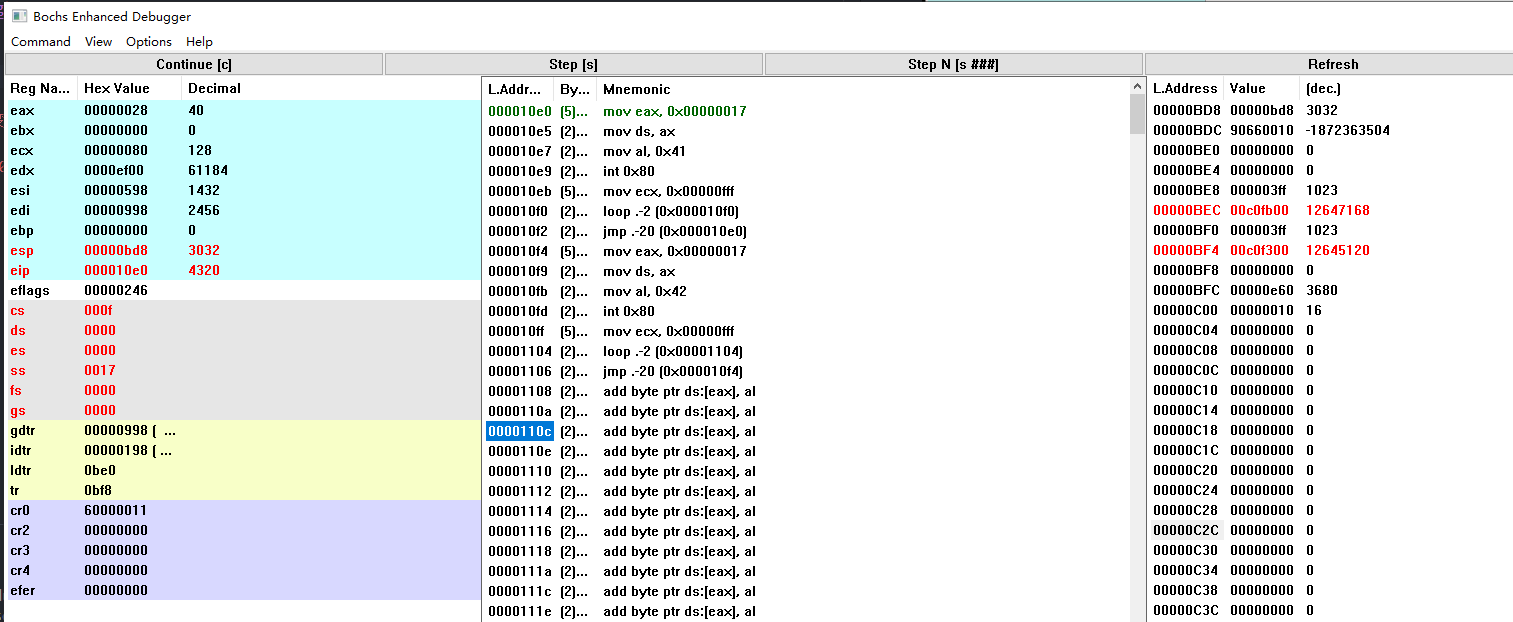 Bochs Enhanced Debugger
Command View Options Help
Continue [c] Step [s] Step N [s ###] Refresh
Reg Na... Hex Value Decimal
eax 00000028 40
ebx 00000000 0
ecx 00000080 128
edx 0000ef00 61184
esi 00000598 1432
edi 00000998 2456
ebp 00000000 0
esp 00000bd8 3032
eip 000010e0 4320
eflags 00000246
cs 000f
ds 0000
es 0000
ss 0017
fs 0000
gs 0000
gdtr 00000998 ( ...
idtr 00000198 ( ...
ldtr 0be0
tr 0bf8
cr0 60000011
cr2 00000000
cr3 00000000
cr4 00000000
efer 00000000
L.Addr... By... Mnemonic
000010e0 (5)... mov eax, 0x00000017
000010e5 (2)... mov ds, ax
000010e7 (2)... mov al, 0x41
000010e9 (2)... int 0x80
000010eb (5)... mov ecx, 0x00000fff
000010f0 (2)... loop .-2 (0x000010f0)
000010f2 (2)... jmp .-20 (0x000010e0)
000010f4 (5)... mov eax, 0x00000017
000010f9 (2)... mov ds, ax
000010fb (2)... mov al, 0x42
000010fd (2)... int 0x80
000010ff (5)... mov ecx, 0x00000fff
00001104 (2)... loop .-2 (0x00001104)
00001106 (2)... jmp .-20 (0x000010f4)
00001108 (2)... add byte ptr ds:[eax], al
0000110a (2)... add byte ptr ds:[eax], al
0000110c (2)... add byte ptr ds:[eax], al
0000110e (2)... add byte ptr ds:[eax], al
00001110 (2)... add byte ptr ds:[eax], al
00001112 (2)... add byte ptr ds:[eax], al
00001114 (2)... add byte ptr ds:[eax], al
00001116 (2)... add byte ptr ds:[eax], al
00001118 (2)... add byte ptr ds:[eax], al
0000111a (2)... add byte ptr ds:[eax], al
0000111c (2)... add byte ptr ds:[eax], al
0000111e (2)... add byte ptr ds:[eax], al
L.Address Value (dec.)
00000BD8 00000bd8 3032
00000BDC 90660010 -1872363504
00000BE0 00000000 0
00000BE4 00000000 0
00000BE8 000003ff 1023
00000BEC 00c0fb00 12647168
00000BF0 000003ff 1023
00000BF4 00c0f300 12645120
00000BF8 00000000 0
00000BFC 00000e60 3680
00000C00 00000010 16
00000C04 00000000 0
00000C08 00000000 0
00000C0C 00000000 0
00000C10 00000000 0
00000C14 00000000 0
00000C18 00000000 0
00000C1C 00000000 0
00000C20 00000000 0
00000C24 00000000 0
00000C28 00000000 0
00000C2C 00000000 0
00000C30 00000000 0
00000C34 00000000 0
00000C38 00000000 0
00000C3C 00000000 0